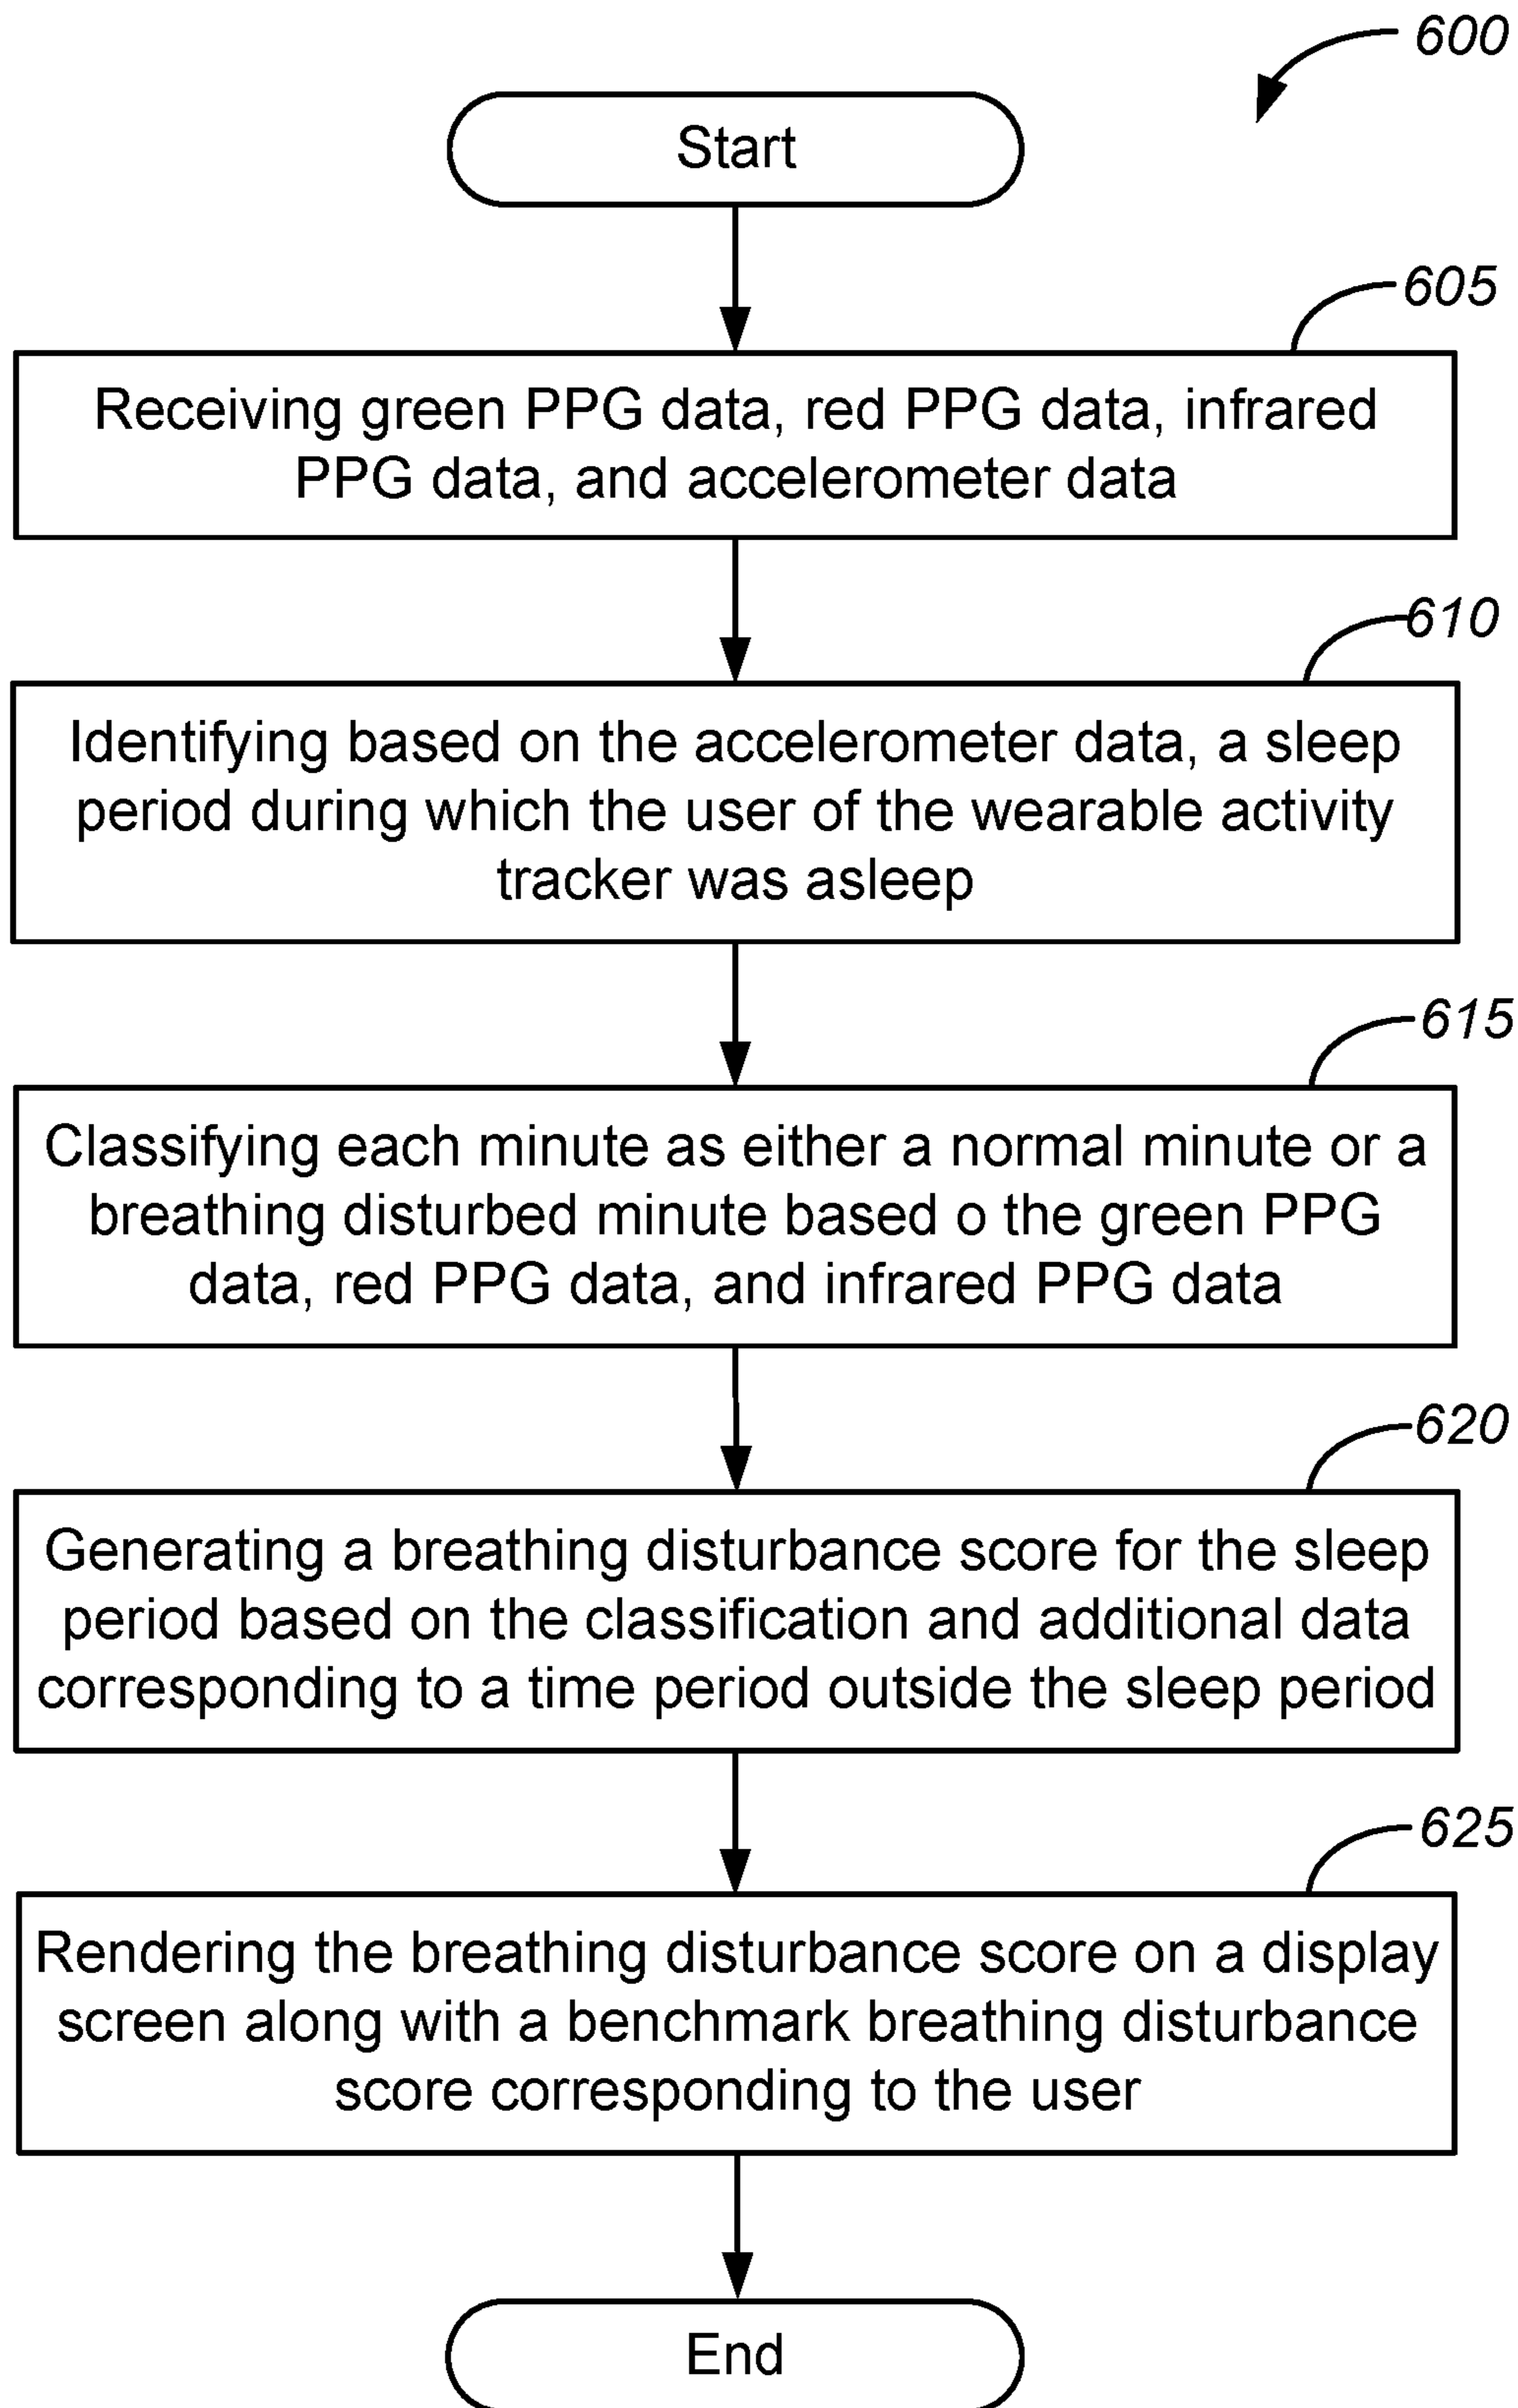 600
Start
605
Receiving green PPG data, red PPG data, infrared
PPG data, and accelerometer data
610
Identifying based on the accelerometer data, a sleep
period during which the user of the wearable activity
tracker was asleep
615
Classifying each minute as either a normal minute or a
breathing disturbed minute based o the green PPG
data, red PPG data, and infrared PPG data
620
Generating a breathing disturbance score for the sleep
period based on the classification and additional data
corresponding to a time period outside the sleep period
625
Rendering the breathing disturbance score on a display
screen along with a benchmark breathing disturbance
score corresponding to the user
End